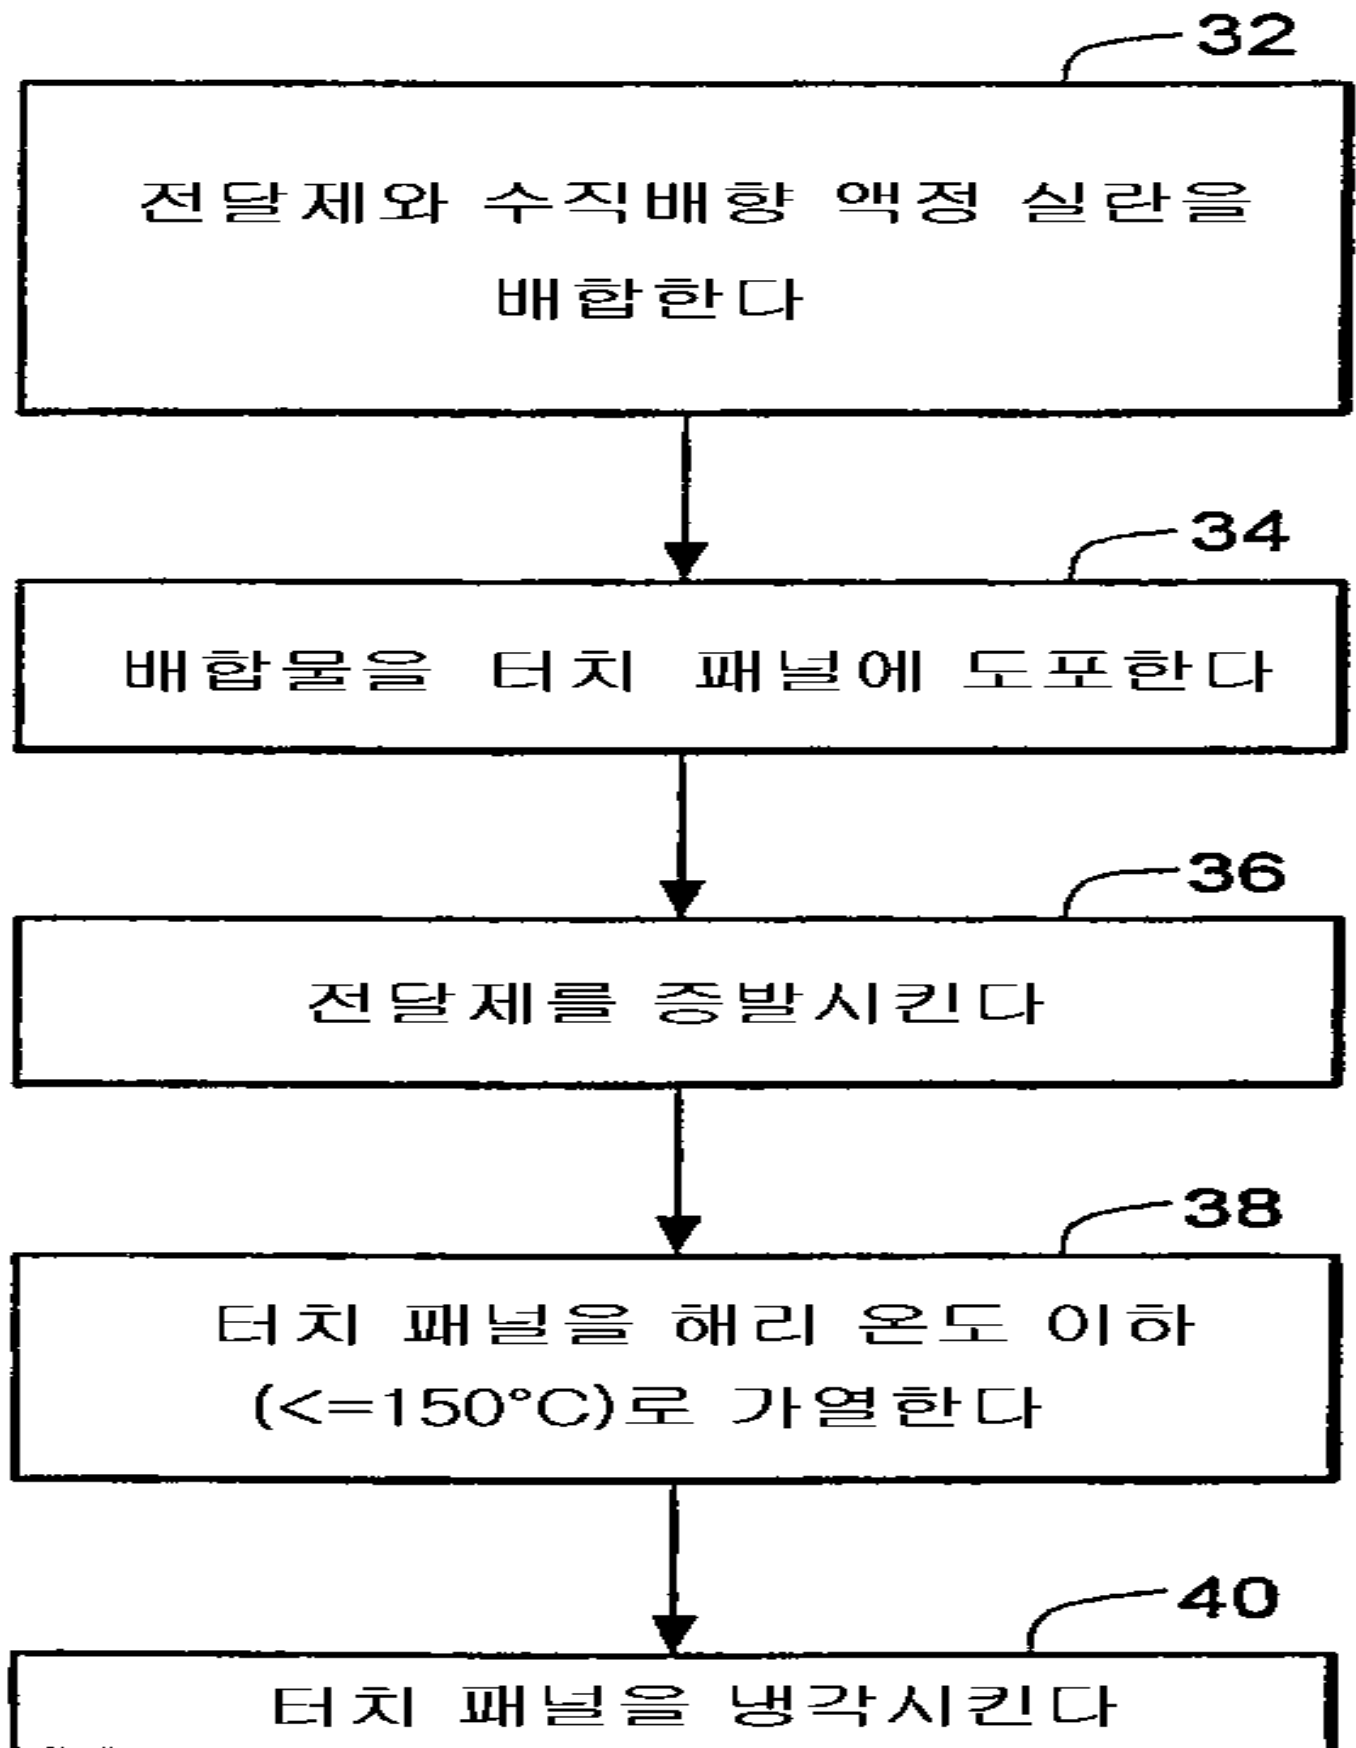 32
전달제와 수직배향 액정 실란을
배합한다
34
배합물을 터치 패널에 도포한다
36
전달제를 증발시킨다
38
터치 패널을 해리 온도 이하
(<=150°C)로 가열한다
40
터치 패널을 냉각시킨다